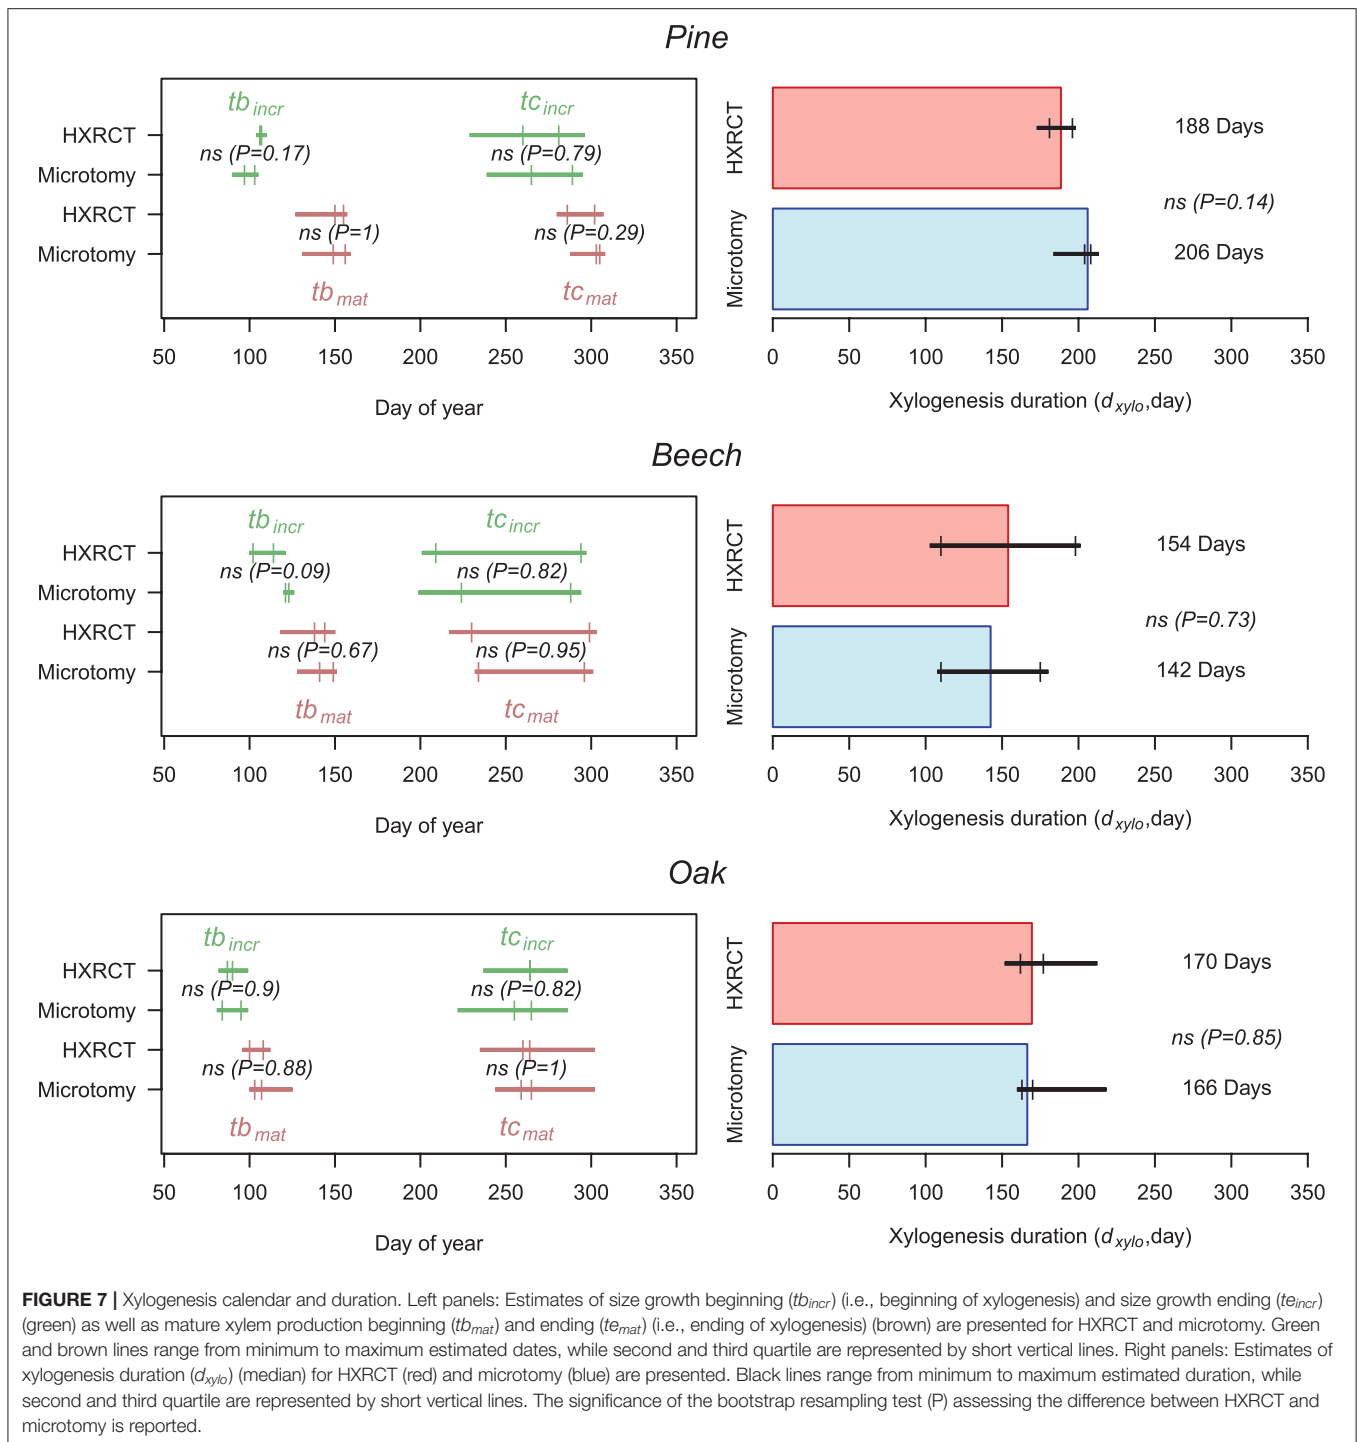 Pine
tb incr
tc incr
HXRCT
ns (P=0.17)
ns (P=0.79)
Microtomy
HXRCT
ns (P=1)
ns (P=0.29)
Microtomy
tb mat
tc mat
50 100 150 200 250 300 350
Day of year
HXRCT
188 Days
ns (P=0.14)
Microtomy
206 Days
0 50 100 150 200 250 300 350
Xylogenesis duration (d xylo,day)
Beech
tb incr
tc incr
HXRCT
ns (P=0.09)
ns (P=0.82)
Microtomy
HXRCT
ns (P=0.67)
ns (P=0.95)
Microtomy
tb mat
tc mat
50 100 150 200 250 300 350
Day of year
HXRCT
154 Days
ns (P=0.73)
Microtomy
142 Days
0 50 100 150 200 250 300 350
Xylogenesis duration (d xylo,day)
Oak
tb incr
tc incr
HXRCT
ns (P=0.9)
ns (P=0.82)
Microtomy
HXRCT
ns (P=0.88)
ns (P=1)
Microtomy
tb mat
tc mat
50 100 150 200 250 300 350
Day of year
HXRCT
170 Days
ns (P=0.85)
Microtomy
166 Days
0 50 100 150 200 250 300 350
Xylogenesis duration (d xylo,day)
FIGURE 7 | Xylogenesis calendar and duration. Left panels: Estimates of size growth beginning (tbincr) (i.e., beginning of xylogenesis) and size growth ending (teincr)
(green) as well as mature xylem production beginning (tbmat) and ending (temat) (i.e., ending of xylogenesis) (brown) are presented for HXRCT and microtomy. Green
and brown lines range from minimum to maximum estimated dates, while second and third quartile are represented by short vertical lines. Right panels: Estimates of
xylogenesis duration (dxylo) (median) for HXRCT (red) and microtomy (blue) are presented. Black lines range from minimum to maximum estimated duration, while
second and third quartile are represented by short vertical lines. The significance of the bootstrap resampling test (P) assessing the difference between HXRCT and
microtomy is reported.